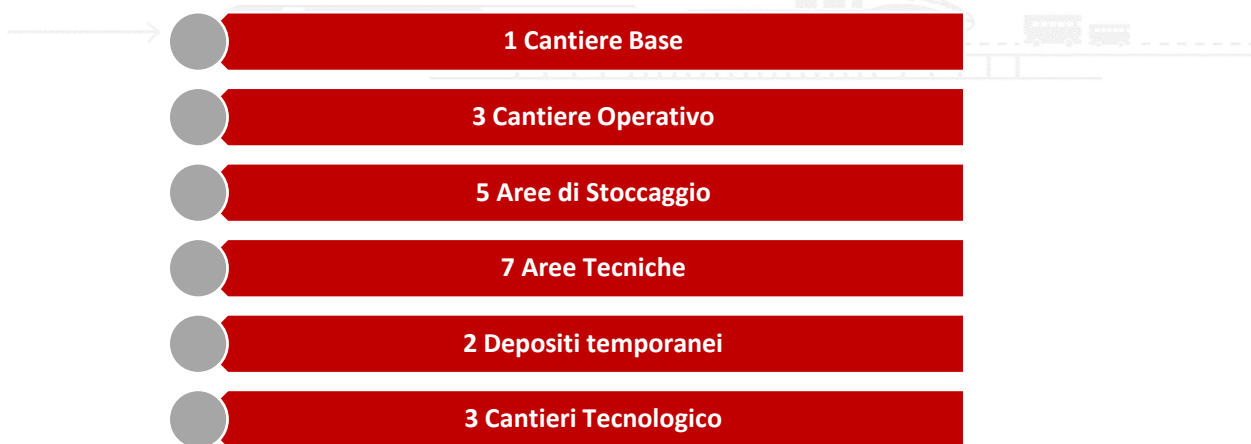 1 Cantiere Base
3 Cantiere Operativo
5 Aree di Stoccaggio
7 Aree Tecniche
2 Depositi temporanei
3 Cantieri Tecnologico